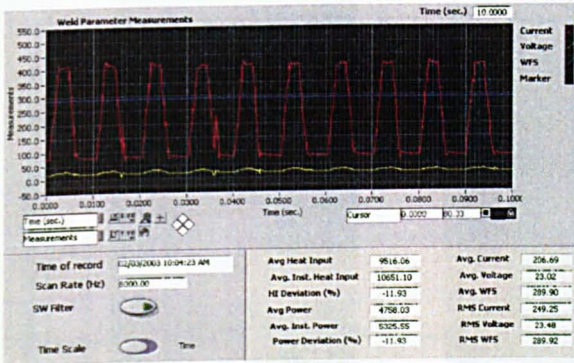 Weld Parameter Measurements
Time (sec.) 10.0000
Current
Voltage
WFS
Marker
Measurements
550.0
500.0
450.0
400.0
350.0
300.0
250.0
200.0
150.0
100.0
50.0
0.0
-50.0
0.0000 0.0100 0.0200 0.0300 0.0400 0.0500 0.0600 0.0700 0.0800 0.0900 0.1000
Time (sec.)
Time (sec.)
Measurements
Cursor 0.0000
Time of record 02/03/2003 10:04:23 AM
Scan Rate (Hz) 8000.00
SW Filter
Time Scale Time
Avg Heat Input 9516.06
Avg. Inst. Heat Input 10651.10
HI Deviation (%) -11.93
Avg Power 4758.03
Avg. Inst. Power 5325.55
Power Deviation (%) -11.93
Avg. Current 206.69
Avg. Voltage 23.02
Avg. WFS 289.90
RMS Current 249.25
RMS Voltage 23.48
RMS WFS 289.92